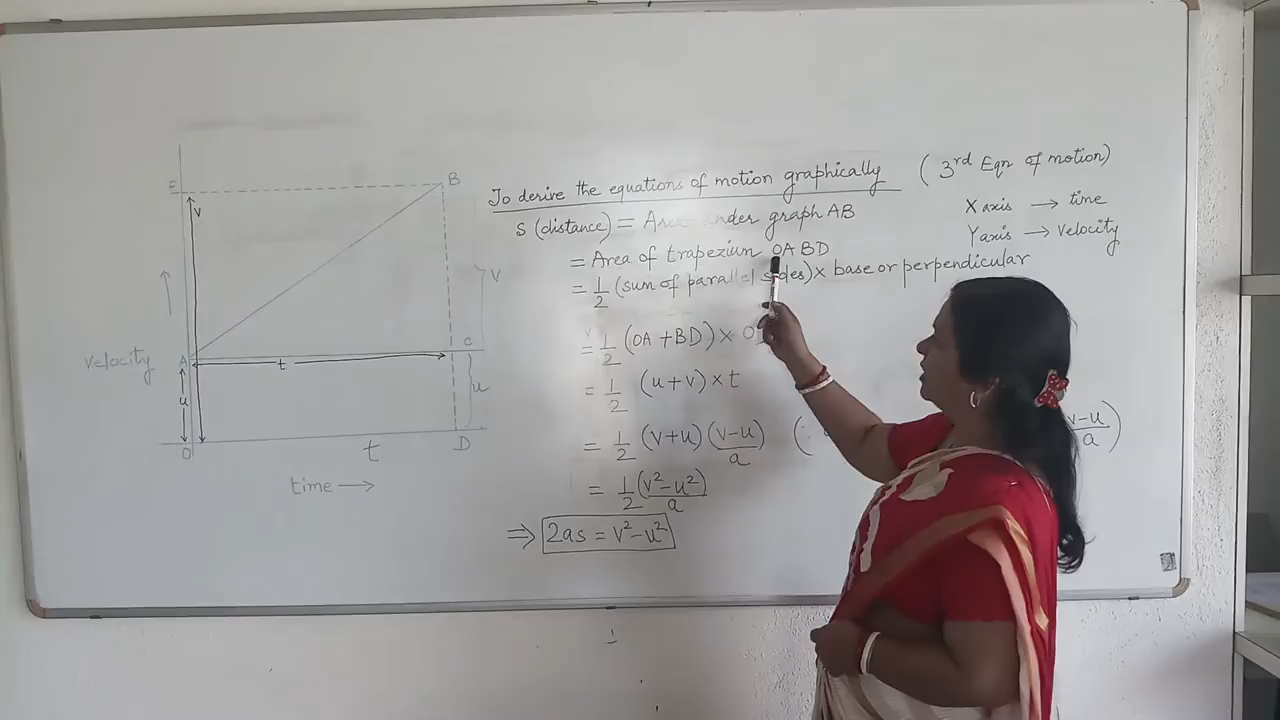 To derive the equations of motion graphically (3rd Eqn of motion)
s (distance) = Area under graph AB
X axis → time
= Area of trapezium OABD
Y axis → velocity
= 1/2 (sum of parallel sides) × base or perpendicular
= 1/2 (OA + BD) × O
= 1/2 (u+v) × t
= 1/2 (v+u) (v-u)/a ( v-u/a )
= 1/2 (v²-u²)/a
⇒ 2as = v²-u²
E
B
v
v
velocity
A
t
C
u
u
O
t
D
time →